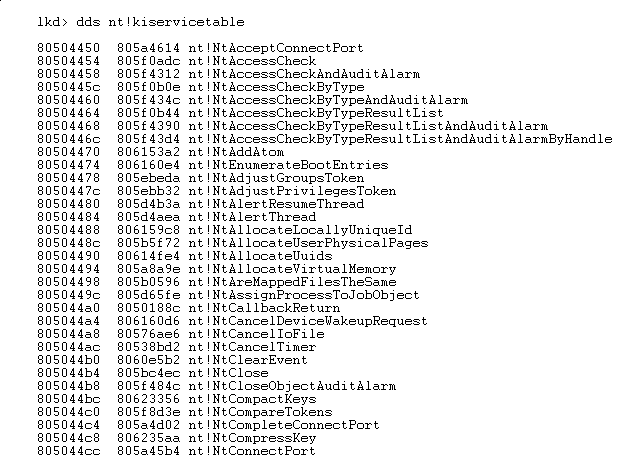 lkd> dds nt!kiservicetable
80504450 805a4614 nt!NtAcceptConnectPort
80504454 805f0adc nt!NtAccessCheck
80504458 805f4312 nt!NtAccessCheckAndAuditAlarm
8050445c 805f0b0e nt!NtAccessCheckByType
80504460 805f434c nt!NtAccessCheckByTypeAndAuditAlarm
80504464 805f0b44 nt!NtAccessCheckByTypeResultList
80504468 805f4390 nt!NtAccessCheckByTypeResultListAndAuditAlarm
8050446c 805f43d4 nt!NtAccessCheckByTypeResultListAndAuditAlarmByHandle
80504470 806153a2 nt!NtAddAtom
80504474 806160e4 nt!NtEnumerateBootEntries
80504478 805ebeda nt!NtAdjustGroupsToken
8050447c 805ebb32 nt!NtAdjustPrivilegesToken
80504480 805d4b3a nt!NtAlertResumeThread
80504484 805d4aea nt!NtAlertThread
80504488 806159c8 nt!NtAllocateLocallyUniqueId
8050448c 805b5f72 nt!NtAllocateUserPhysicalPages
80504490 80614fe4 nt!NtAllocateUuids
80504494 805a8a9e nt!NtAllocateVirtualMemory
80504498 805b0596 nt!NtAreMappedFilesTheSame
8050449c 805d65fe nt!NtAssignProcessToJobObject
805044a0 8050188c nt!NtCallbackReturn
805044a4 806160d6 nt!NtCancelDeviceWakeupRequest
805044a8 80576ae6 nt!NtCancelIoFile
805044ac 80538bd2 nt!NtCancelTimer
805044b0 8060e5b2 nt!NtClearEvent
805044b4 805bc4ec nt!NtClose
805044b8 805f484c nt!NtCloseObjectAuditAlarm
805044bc 80623356 nt!NtCompactKeys
805044c0 805f8d3e nt!NtCompareTokens
805044c4 805a4d02 nt!NtCompleteConnectPort
805044c8 806235aa nt!NtCompressKey
805044cc 805a45b4 nt!NtConnectPort